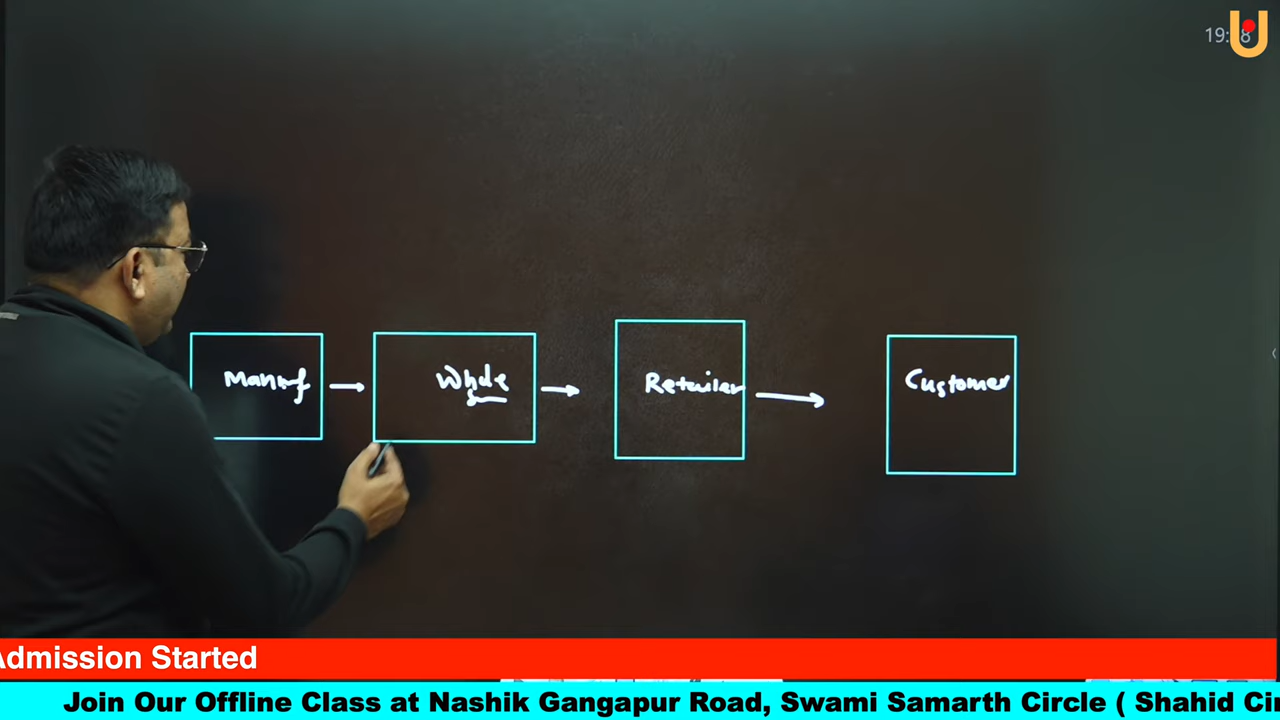 Manuf
Whole
Retailer
Customer
Admission Started
Join Our Offline Class at Nashik Gangapur Road, Swami Samarth Circle ( Shahid Cir